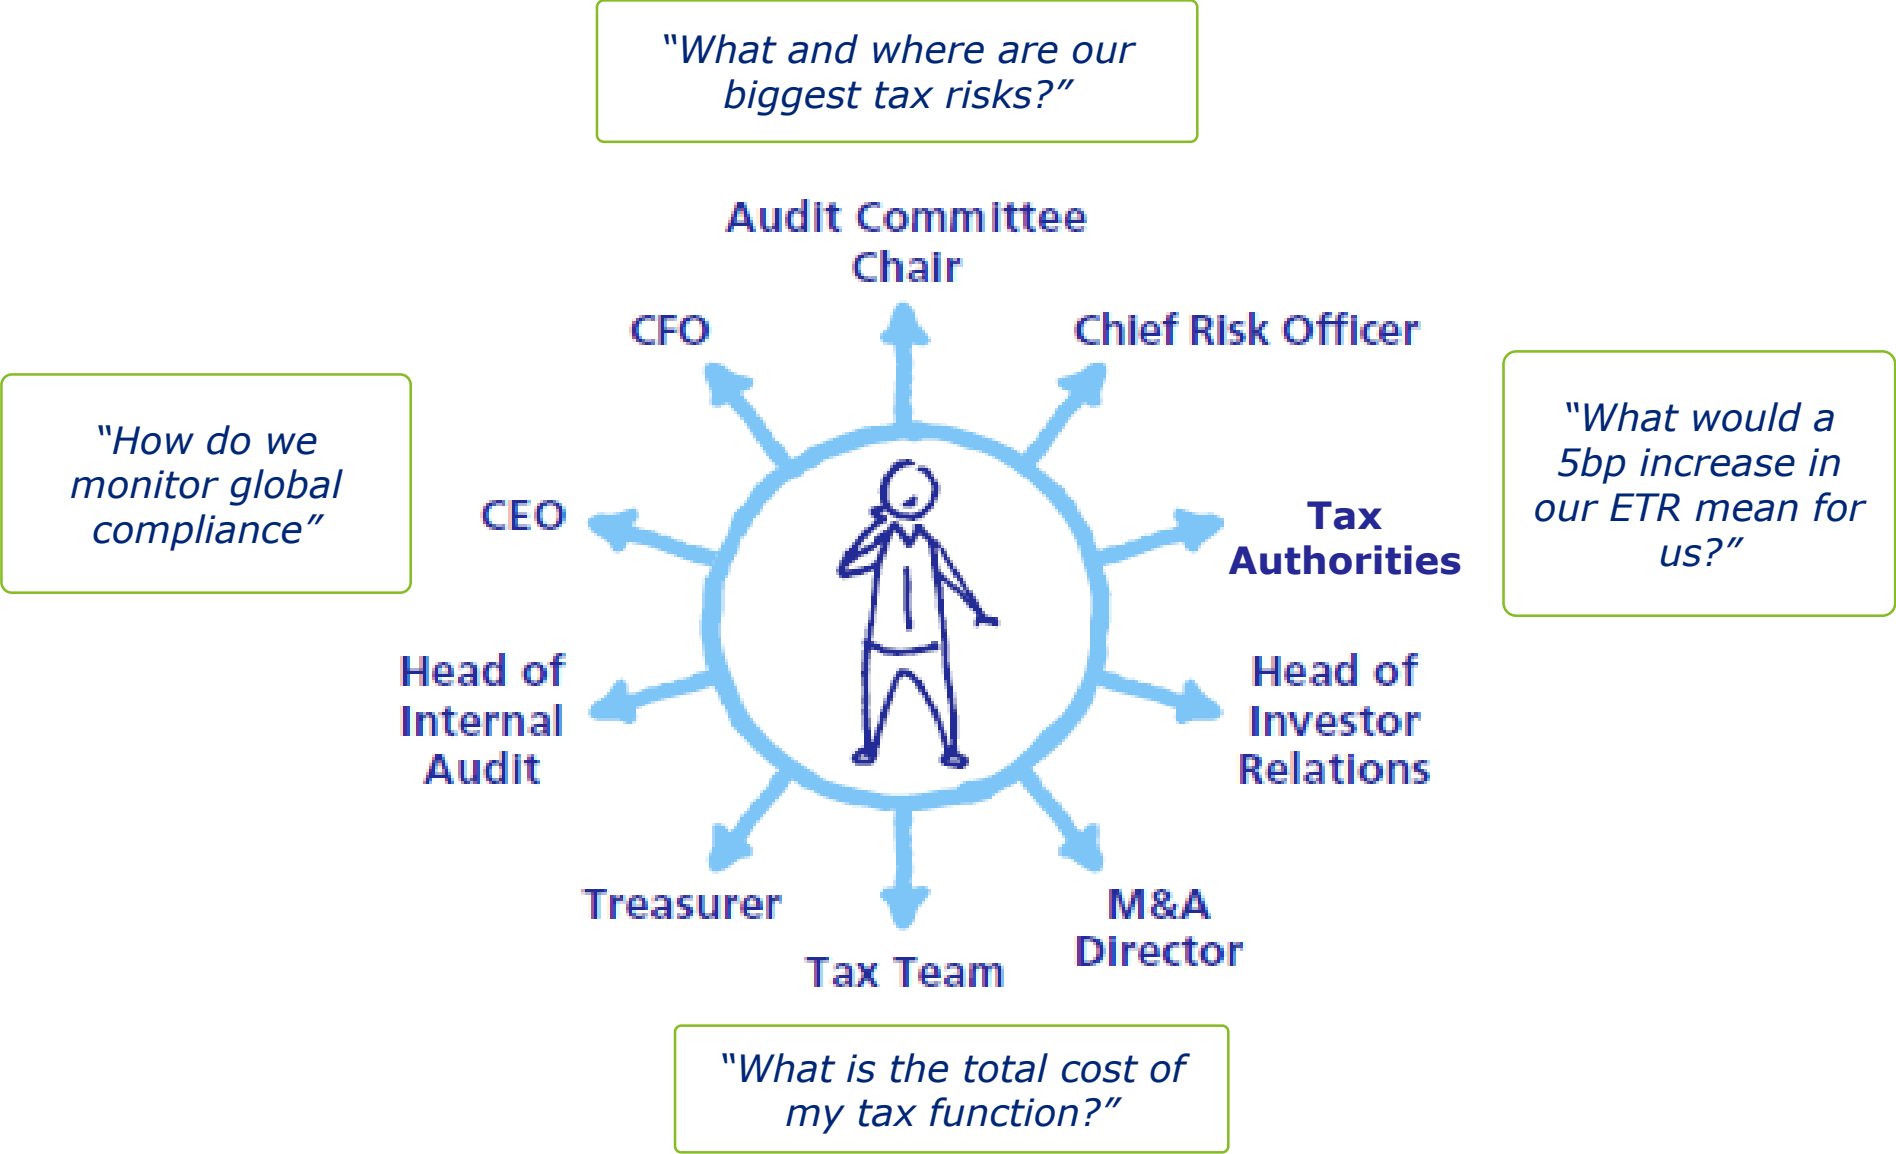 “What and where are our
biggest tax risks?”
Audit Committee
Chair
CFO
Chief Risk Officer
“How do we
monitor global
compliance”
“What would a
5bp increase in
our ETR mean for
us?”
CEO
Tax
Authorities
Head of
Internal
Audit
Head of
Investor
Relations
Treasurer
M&A
Director
Tax Team
“What is the total cost of
my tax function?”